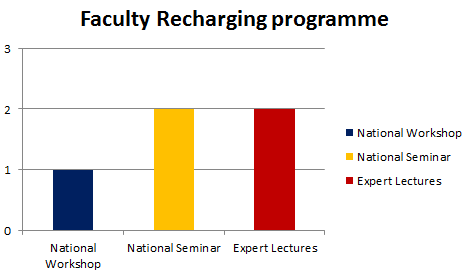 Faculty Recharging programme
3
2
1
0
National
Workshop
National Seminar
Expert Lectures
National Workshop
National Seminar
Expert Lectures